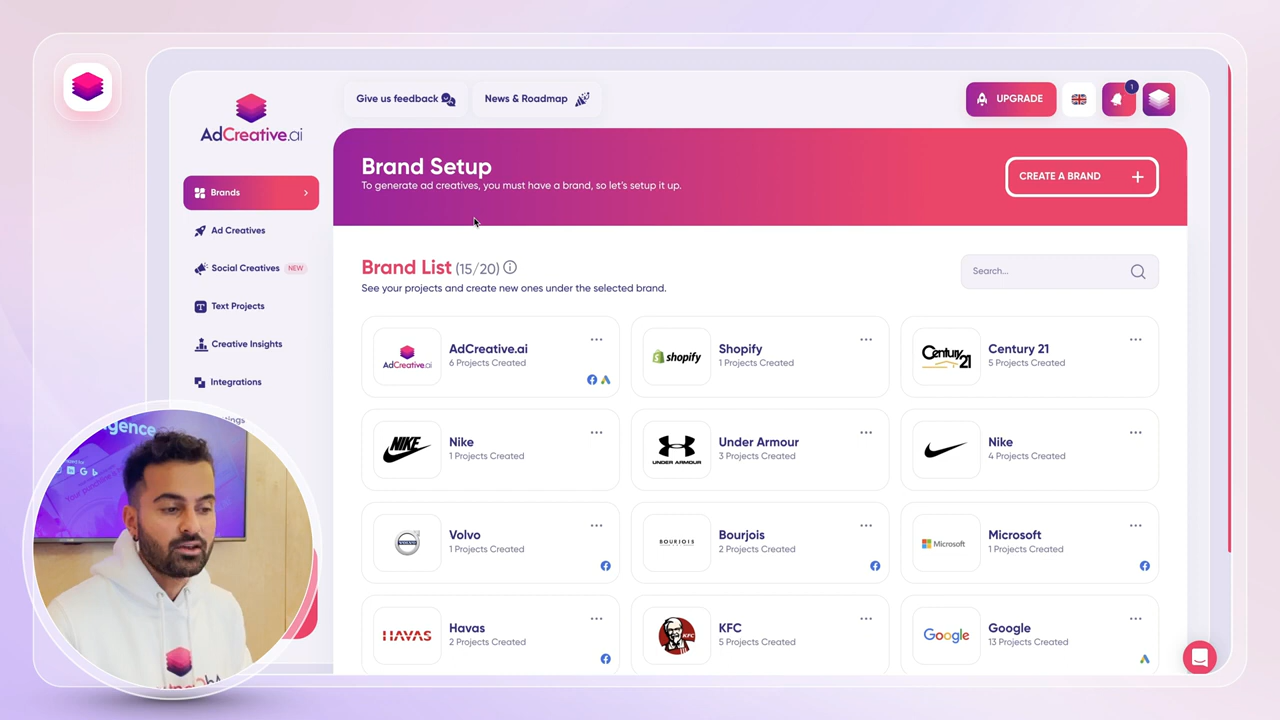 Give us feedback
News & Roadmap
UPGRADE
1
AdCreative.ai
Brand Setup
To generate ad creatives, you must have a brand, so let's setup it up.
CREATE A BRAND
Brands
Ad Creatives
Social Creatives NEW
Text Projects
Creative Insights
Integrations
Brand List (15/20)
See your projects and create new ones under the selected brand.
Search...
AdCreative.ai
AdCreative.ai
6 Projects Created
shopify
Shopify
1 Projects Created
Century 21
Century 21
5 Projects Created
NIKE
Nike
1 Projects Created
UNDER ARMOUR
Under Armour
3 Projects Created
Nike
4 Projects Created
VOLVO
Volvo
1 Projects Created
BOURJOIS
Bourjois
2 Projects Created
Microsoft
Microsoft
1 Projects Created
HAVAS
Havas
2 Projects Created
KFC
KFC
5 Projects Created
Google
Google
13 Projects Created